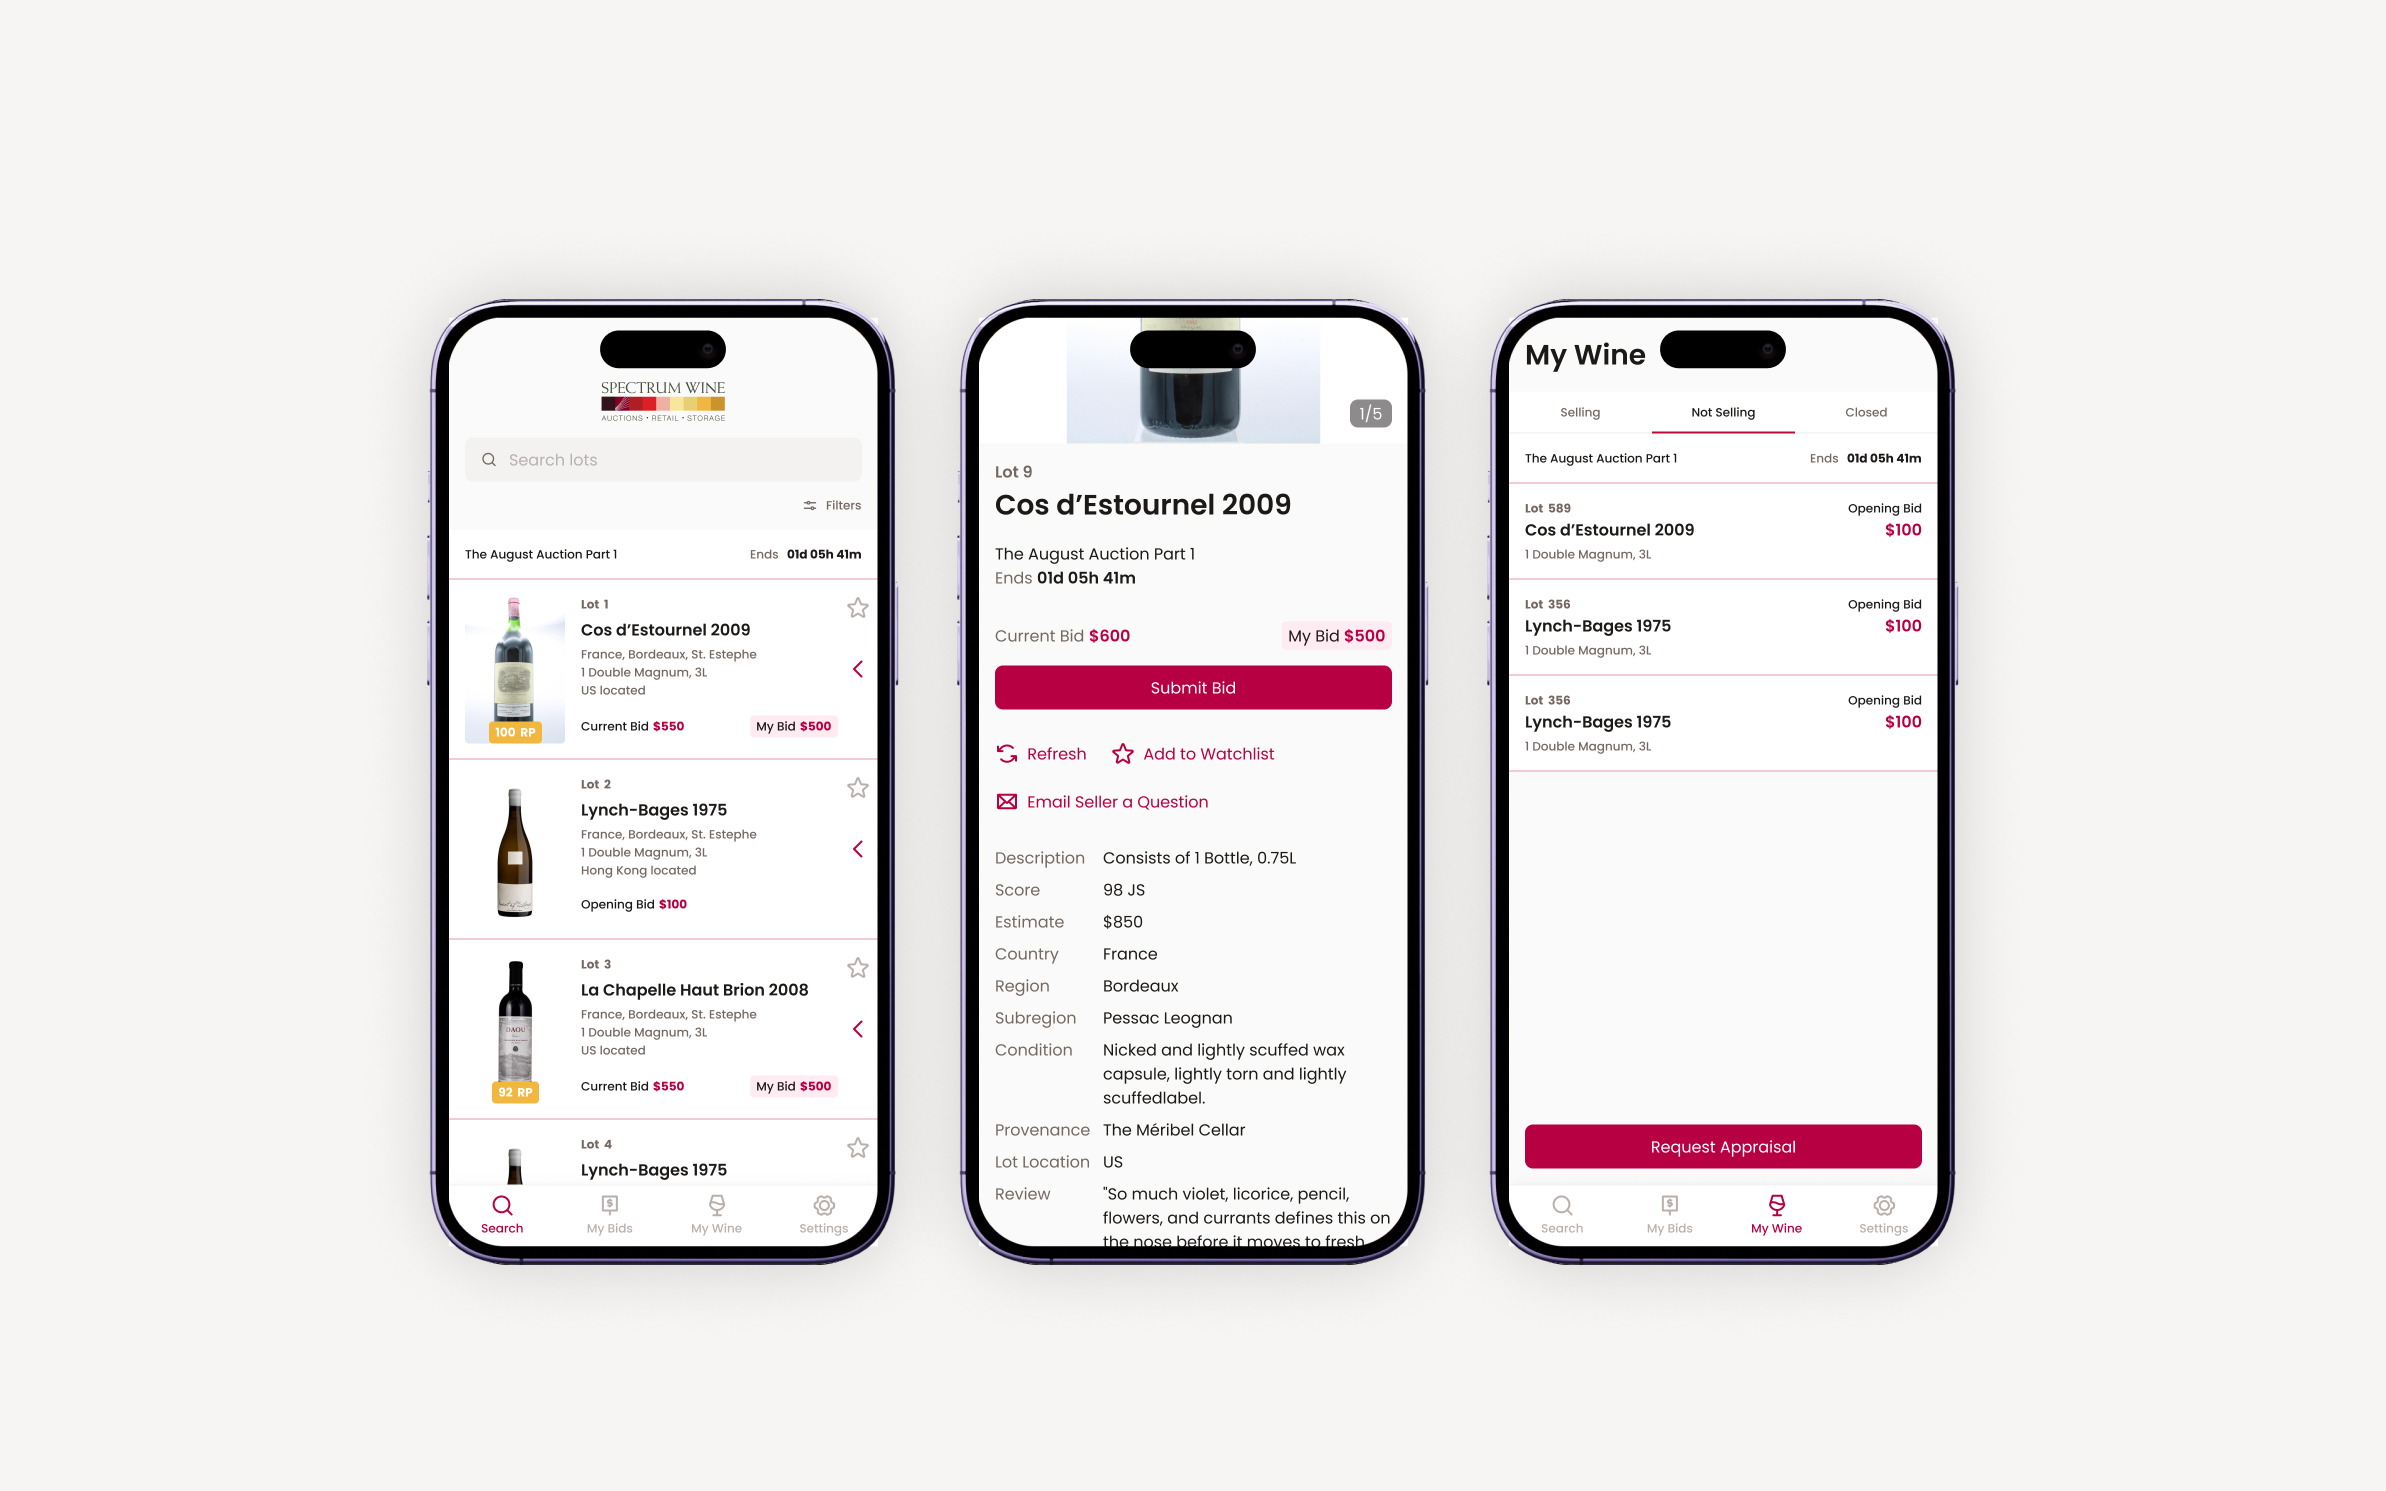 SPECTRUM WINE
AUCTIONS • RETAIL • STORAGE
Search lots
Filters
The August Auction Part 1
Ends 01d 05h 41m
Lot 1
Cos d’Estournel 2009
France, Bordeaux, St. Estephe
1 Double Magnum, 3L
US located
Current Bid $550
My Bid $500
100 RP
Lot 2
Lynch-Bages 1975
France, Bordeaux, St. Estephe
1 Double Magnum, 3L
Hong Kong located
Opening Bid $100
Lot 3
La Chapelle Haut Brion 2008
France, Bordeaux, St. Estephe
1 Double Magnum, 3L
US located
Current Bid $550
My Bid $500
DAOU
92 RP
Lot 4
Lynch-Bages 1975
Search
My Bids
My Wine
Settings
1/5
Lot 9
Cos d’Estournel 2009
The August Auction Part 1
Ends 01d 05h 41m
Current Bid $600
My Bid $500
Submit Bid
Refresh
Add to Watchlist
Email Seller a Question
Description Consists of 1 Bottle, 0.75L
Score 98 JS
Estimate $850
Country France
Region Bordeaux
Subregion Pessac Leognan
Condition Nicked and lightly scuffed wax
capsule, lightly torn and lightly
scuffedlabel.
Provenance The Méribel Cellar
Lot Location US
Review "So much violet, licorice, pencil,
flowers, and currants defines this on
the nose before it moves to fresh
My Wine
Selling
Not Selling
Closed
The August Auction Part 1
Ends 01d 05h 41m
Lot 589
Opening Bid
Cos d’Estournel 2009
$100
1 Double Magnum, 3L
Lot 356
Opening Bid
Lynch-Bages 1975
$100
1 Double Magnum, 3L
Lot 356
Opening Bid
Lynch-Bages 1975
$100
1 Double Magnum, 3L
Request Appraisal
Search
My Bids
My Wine
Settings